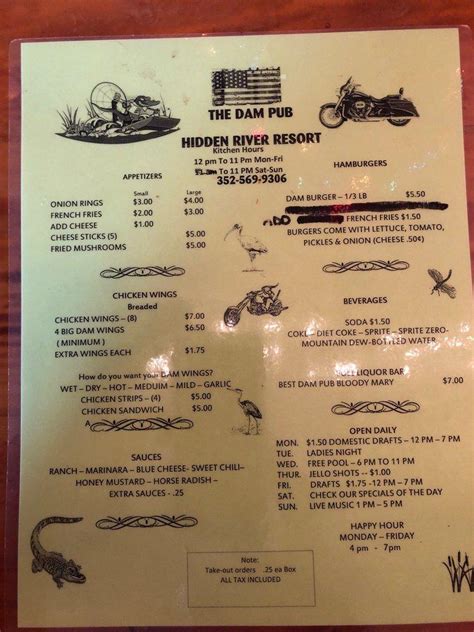 THE DAM PUB
HIDDEN RIVER RESORT
Kitchen Hours
12 pm To 11 Pm Mon-Fri
To 11 PM Sat-Sun
352-569-9306
APPETIZERS
Small Large
ONION RINGS $3.00 $4.00
FRENCH FRIES $2.00 $3.00
ADD CHEESE $1.00
CHEESE STICKS (5) $5.00
FRIED MUSHROOMS $5.00
CHICKEN WINGS
Breaded
CHICKEN WINGS – (8) $7.00
4 BIG DAM WINGS $6.50
( MINIMUM )
EXTRA WINGS EACH $1.75
How do you want your DAM WINGS?
WET – DRY – HOT – MEDUIM – MILD – GARLIC
CHICKEN STRIPS – (4) $5.00
CHICKEN SANDWICH $5.00
A
SAUCES
RANCH – MARINARA – BLUE CHEESE- SWEET CHILI–
HONEY MUSTARD – HORSE RADISH –
EXTRA SAUCES - .25
HAMBURGERS
DAM BURGER – 1/3 LB $5.50
ADD FRENCH FRIES $1.50
BURGERS COME WITH LETTUCE, TOMATO,
PICKLES & ONION (CHEESE .50¢)
BEVERAGES
SODA $1.50
COKE – DIET COKE – SPRITE – SPRITE ZERO-
MOUNTAIN DEW-BOTTLED WATER
FULL LIQUOR BAR
BEST DAM PUB BLOODY MARY $7.00
OPEN DAILY
MON. $1.50 DOMESTIC DRAFTS – 12 PM – 7 PM
TUE. LADIES NIGHT
WED. FREE POOL – 6 PM TO 11 PM
THUR. JELLO SHOTS – $1.00
FRI. DRAFTS $1.75 -12 PM – 7 PM
SAT. CHECK OUR SPECIALS OF THE DAY
SUN. LIVE MUSIC 1 PM – 5 PM
HAPPY HOUR
MONDAY – FRIDAY
4 pm - 7pm
Note:
Take-out orders .25 ea Box
ALL TAX INCLUDED